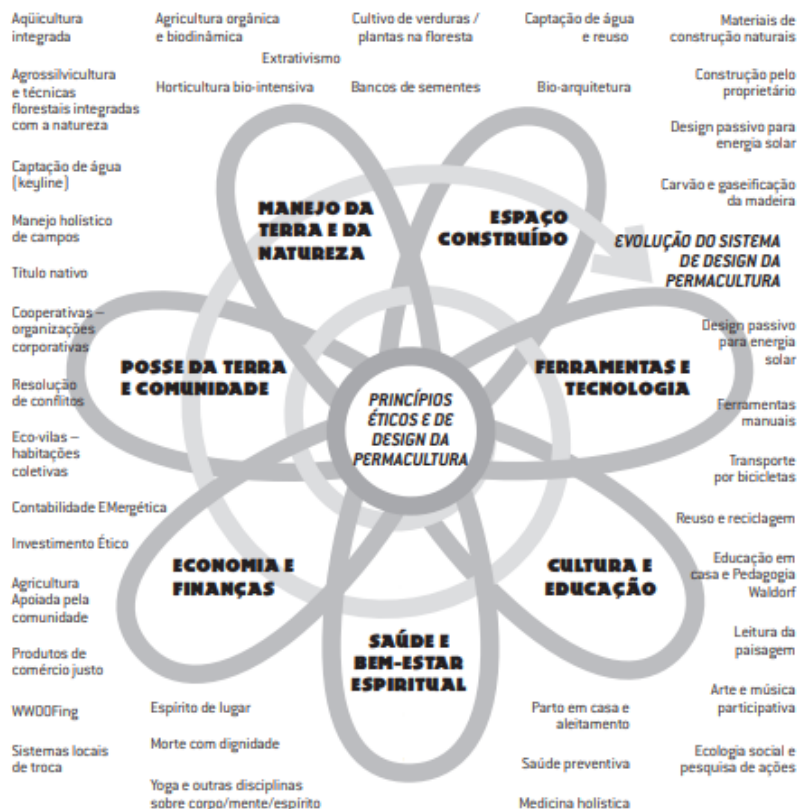 Aqüicultura
integrada
Agricultura orgânica
e biodinâmica
Cultivo de verduras /
plantas na floresta
Captação de água
e reuso
Materiais de
construção naturais
Extrativismo
Agrossilvicultura
e técnicas
florestais integradas
com a natureza
Horticultura bio-intensiva
Bancos de sementes
Bio-arquitetura
Construção pelo
proprietário
Design passivo para
energia solar
Captação de água
(keyline)
Carvão e gaseificação
da madeira
Manejo holístico
de campos
MANEJO DA
TERRA E DA
NATUREZA
ESPAÇO
CONSTRUÍDO
EVOLUÇÃO DO SISTEMA
DE DESIGN DA
PERMACULTURA
Título nativo
Cooperativas –
organizações
corporativas
Design passivo
para energia
solar
POSSE DA TERRA
E COMUNIDADE
FERRAMENTAS E
TECNOLOGIA
Resolução
de conflitos
PRINCÍPIOS
ÉTICOS E DE
DESIGN DA
PERMACULTURA
Ferramentas
manuais
Eco-vilas –
habitações
coletivas
Transporte
por bicicletas
Contabilidade EMergética
Reuso e reciclagem
Investimento Ético
ECONOMIA E
FINANÇAS
CULTURA E
EDUCAÇÃO
Educação em
casa e Pedagogia
Waldorf
Agricultura
Apoiada pela
comunidade
Leitura da
paisagem
SAÚDE E
BEM-ESTAR
ESPIRITUAL
Produtos de
comércio justo
Arte e música
participativa
WWOOFing
Espírito de lugar
Parto em casa e
aleitamento
Morte com dignidade
Sistemas locais
de troca
Saúde preventiva
Ecologia social e
pesquisa de ações
Yoga e outras disciplinas
sobre corpo/mente/espírito
Medicina holística